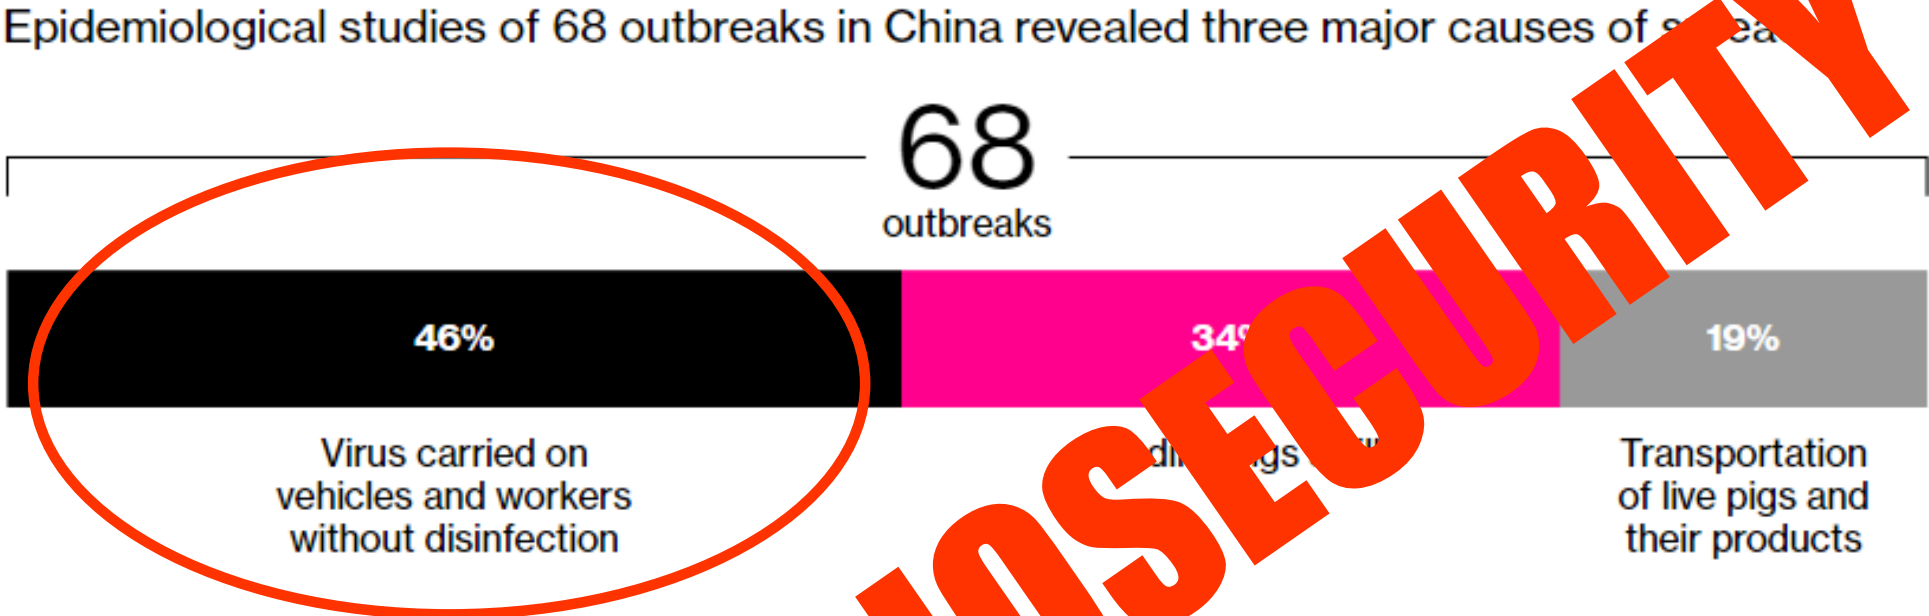 Epidemiological studies of 68 outbreaks in China revealed three major causes of
68
outbreaks
46%
34%
19%
Virus carried on
vehicles and workers
without disinfection
Transportation
of live pigs and
their products